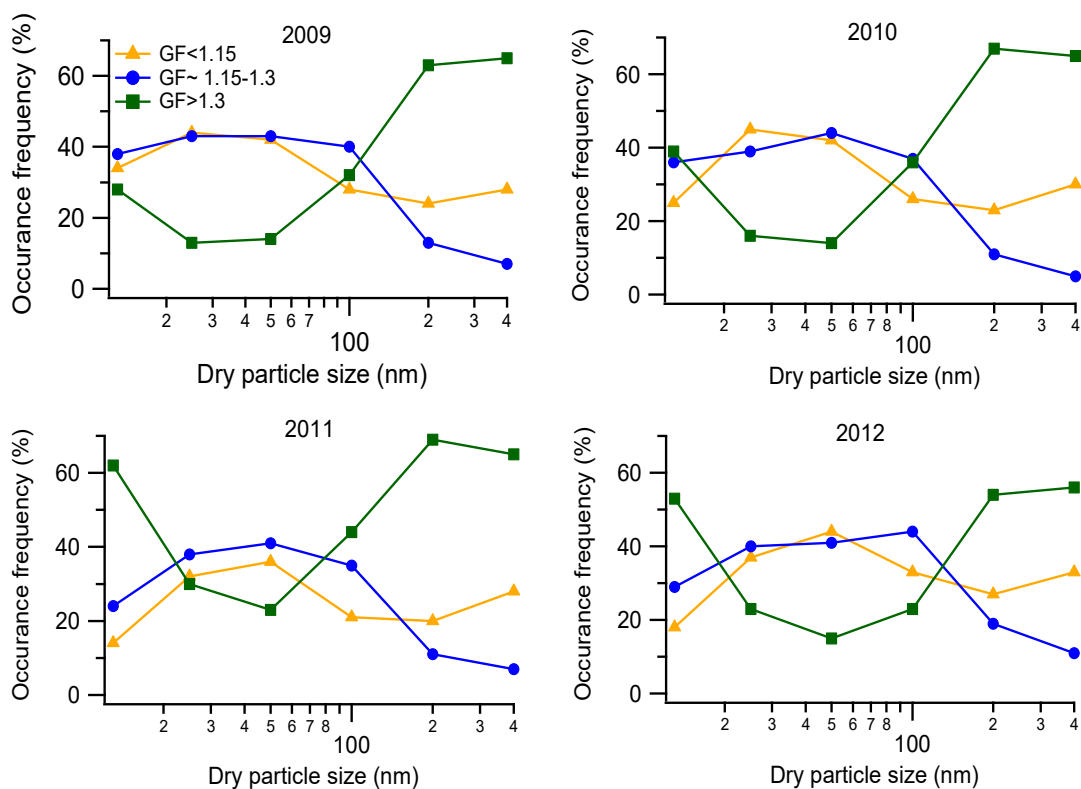 2009
GF<1.15
GF~ 1.15-1.3
GF>1.3
Occurance frequency (%)
60
40
20
0
2 3 4 5 6 7 2 3 4
100
Dry particle size (nm)
2010
Occurance frequency (%)
60
40
20
0
2 3 4 5 6 7 8 2 3 4
100
Dry particle size (nm)
2011
Occurance frequency (%)
60
40
20
0
2 3 4 5 6 7 8 2 3 4
100
Dry particle size (nm)
2012
Occurance frequency (%)
60
40
20
0
2 3 4 5 6 7 8 2 3 4
100
Dry particle size (nm)